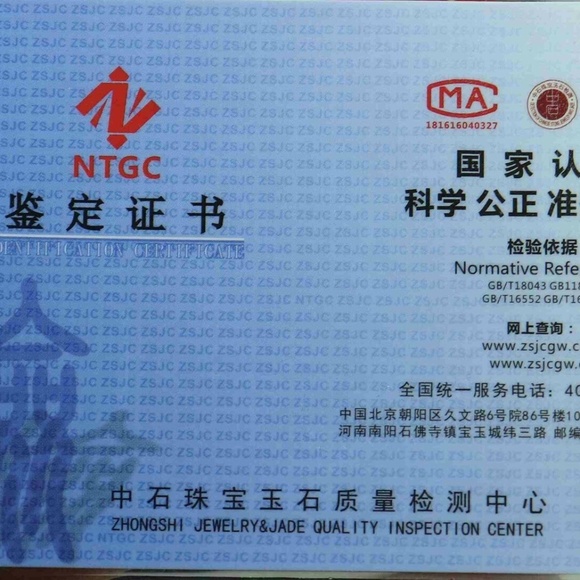 NTGC
鉴定证书
IDENTIFICATION CERTIFICATE
CMA
181616040327
国家认
科学 公正 准
检验依据
Normative Refe
GB/T18043 GB118
GB/T16552 GB/T16
网上查询：
www.zsjcgw.c
www.zsjcgw.
全国统一服务电话：40
中国北京朝阳区久文路6号院86号楼10
河南南阳石佛寺镇宝玉城纬三路 邮编
中石珠宝玉石质量检测中心
ZHONGSHI JEWELRY&JADE QUALITY INSPECTION CENTER